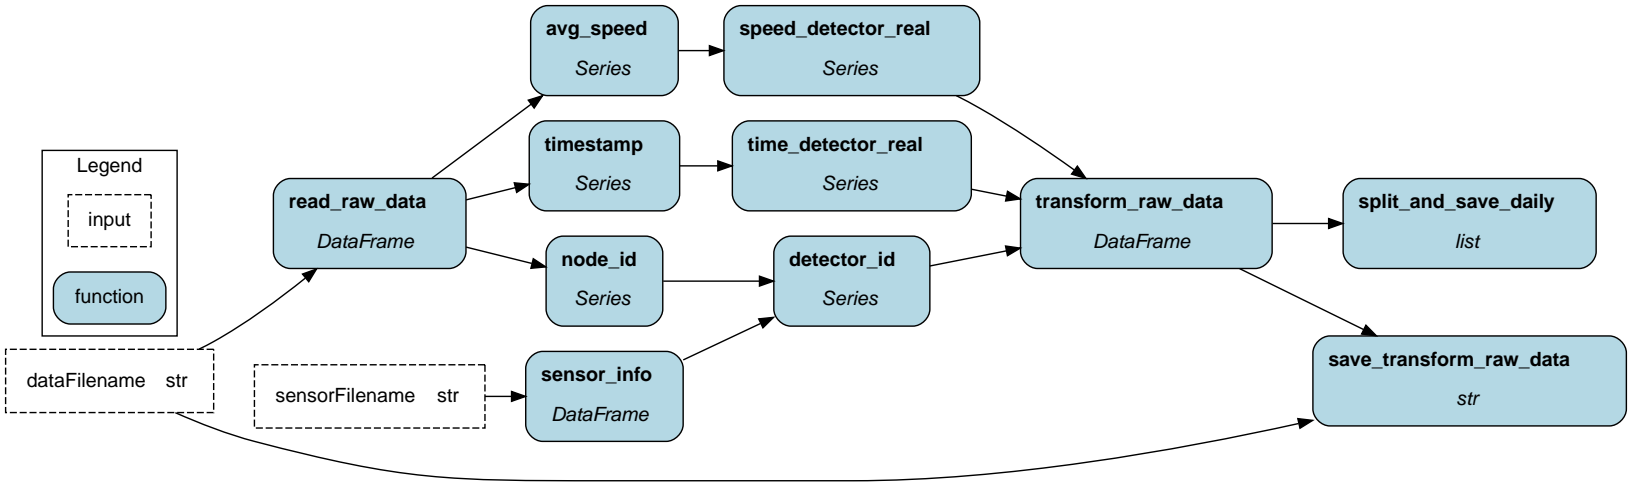 Legend
input
function
dataFilename str
sensorFilename str
read_raw_data
DataFrame
avg_speed
Series
timestamp
Series
node_id
Series
sensor_info
DataFrame
speed_detector_real
Series
time_detector_real
Series
detector_id
Series
transform_raw_data
DataFrame
split_and_save_daily
list
save_transform_raw_data
str